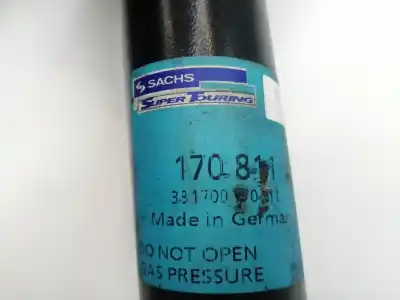 SACHS
SUPER TOURING
170 811
Made in German
DO NOT OPEN
GAS PRESSURE